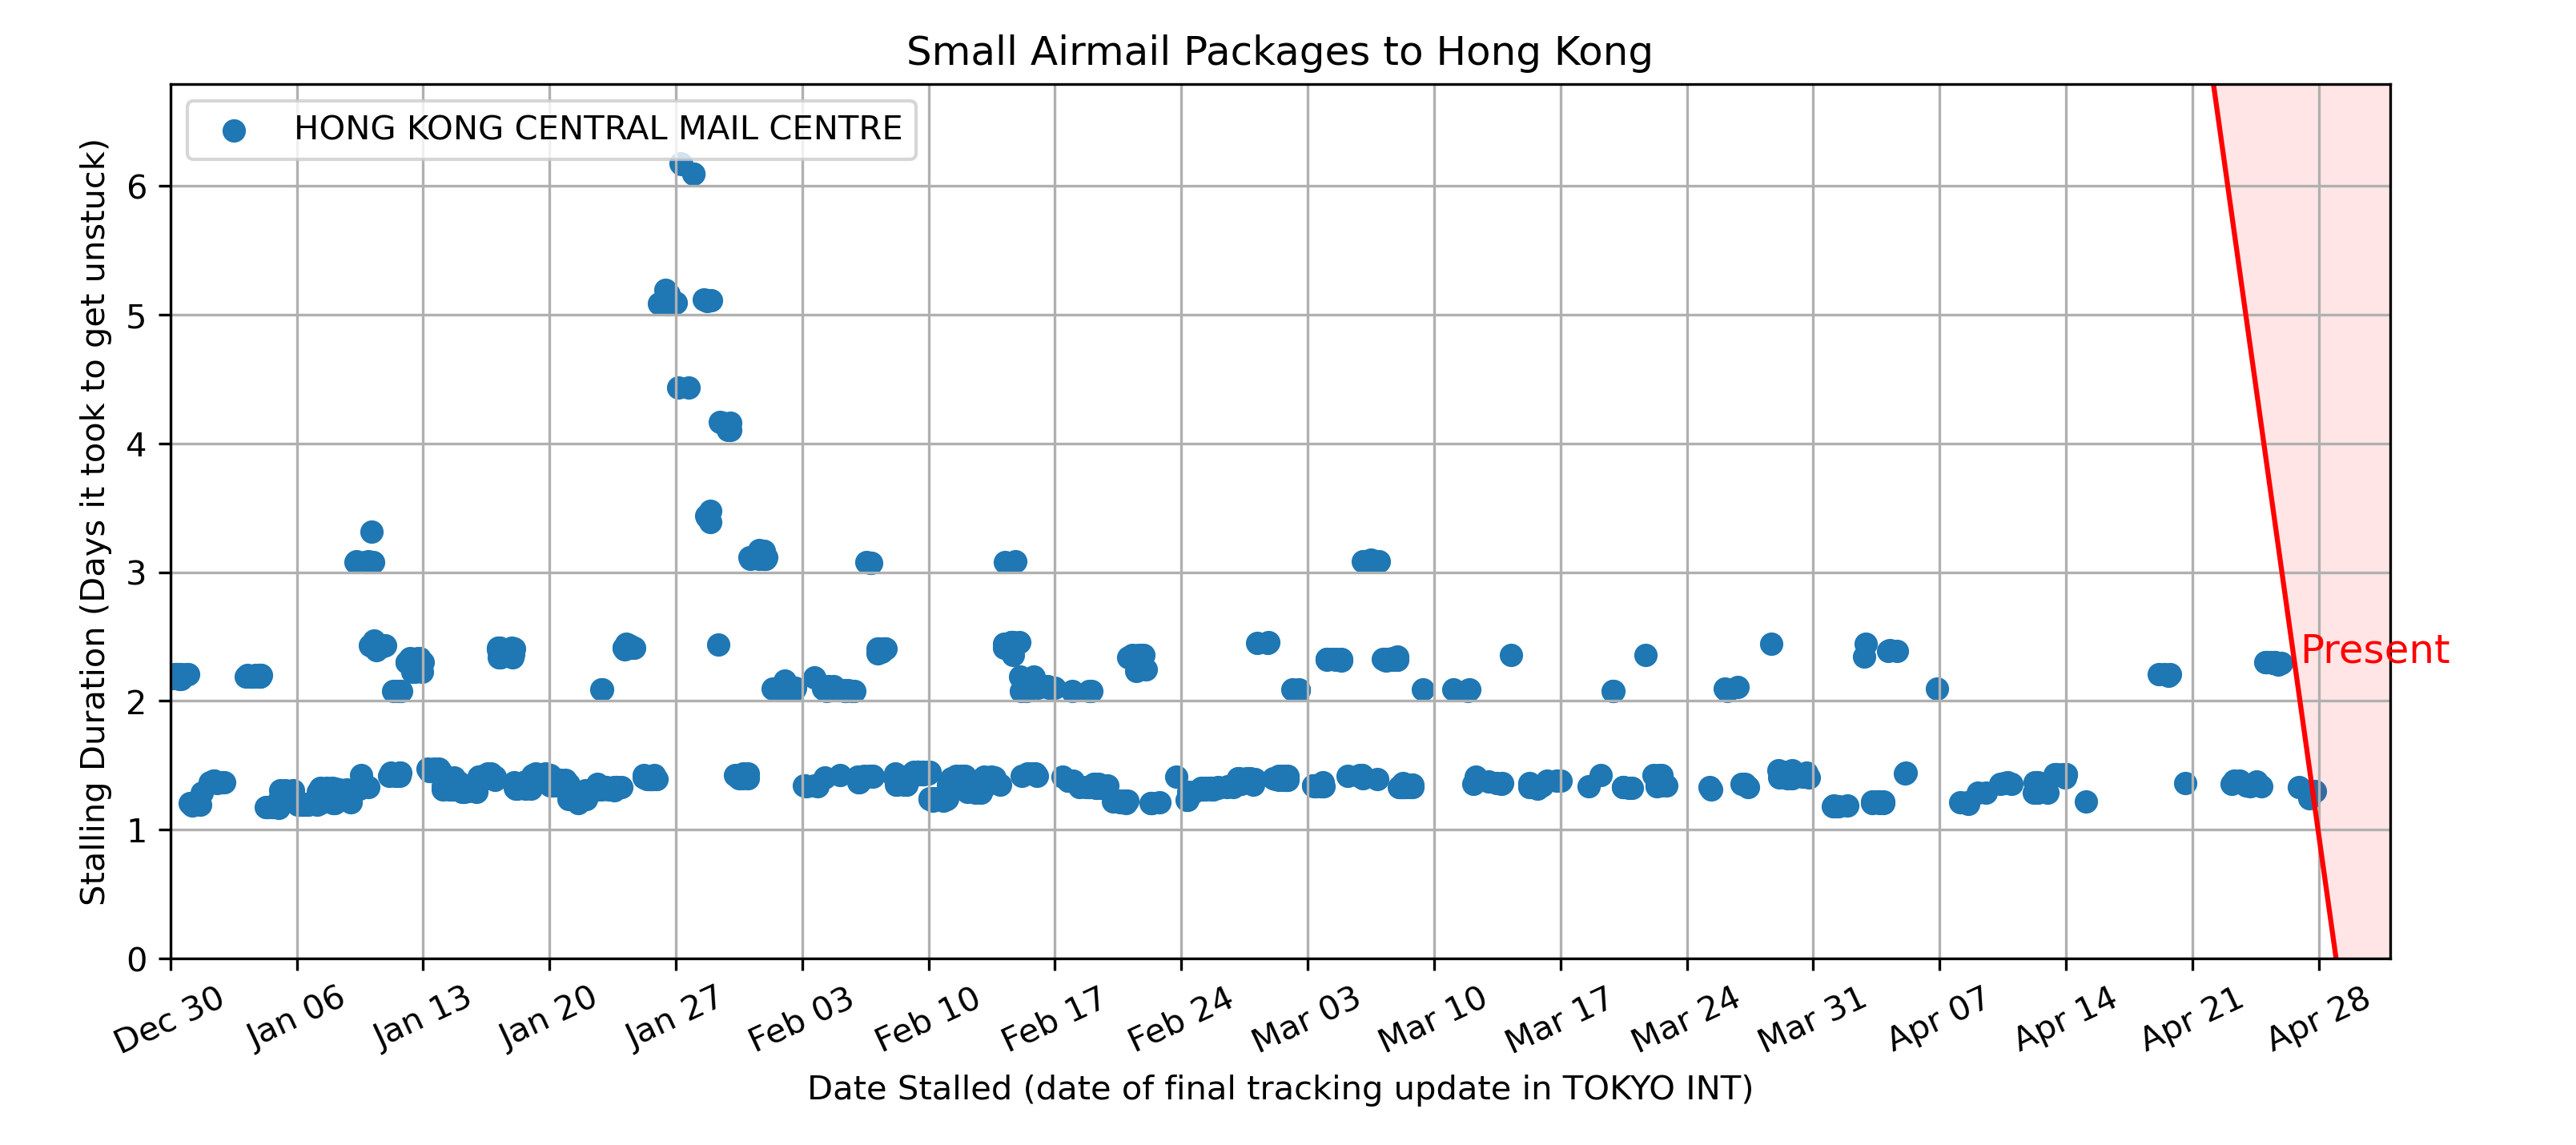 Small Airmail Packages to Hong Kong
HONG KONG CENTRAL MAIL CENTRE
Stalling Duration (Days it took to get unstuck)
6
5
4
3
2
1
0
Present
Dec 30
Jan 06
Jan 13
Jan 20
Jan 27
Feb 03
Feb 10
Feb 17
Feb 24
Mar 03
Mar 10
Mar 17
Mar 24
Mar 31
Apr 07
Apr 14
Apr 21
Apr 28
Date Stalled (date of final tracking update in TOKYO INT)